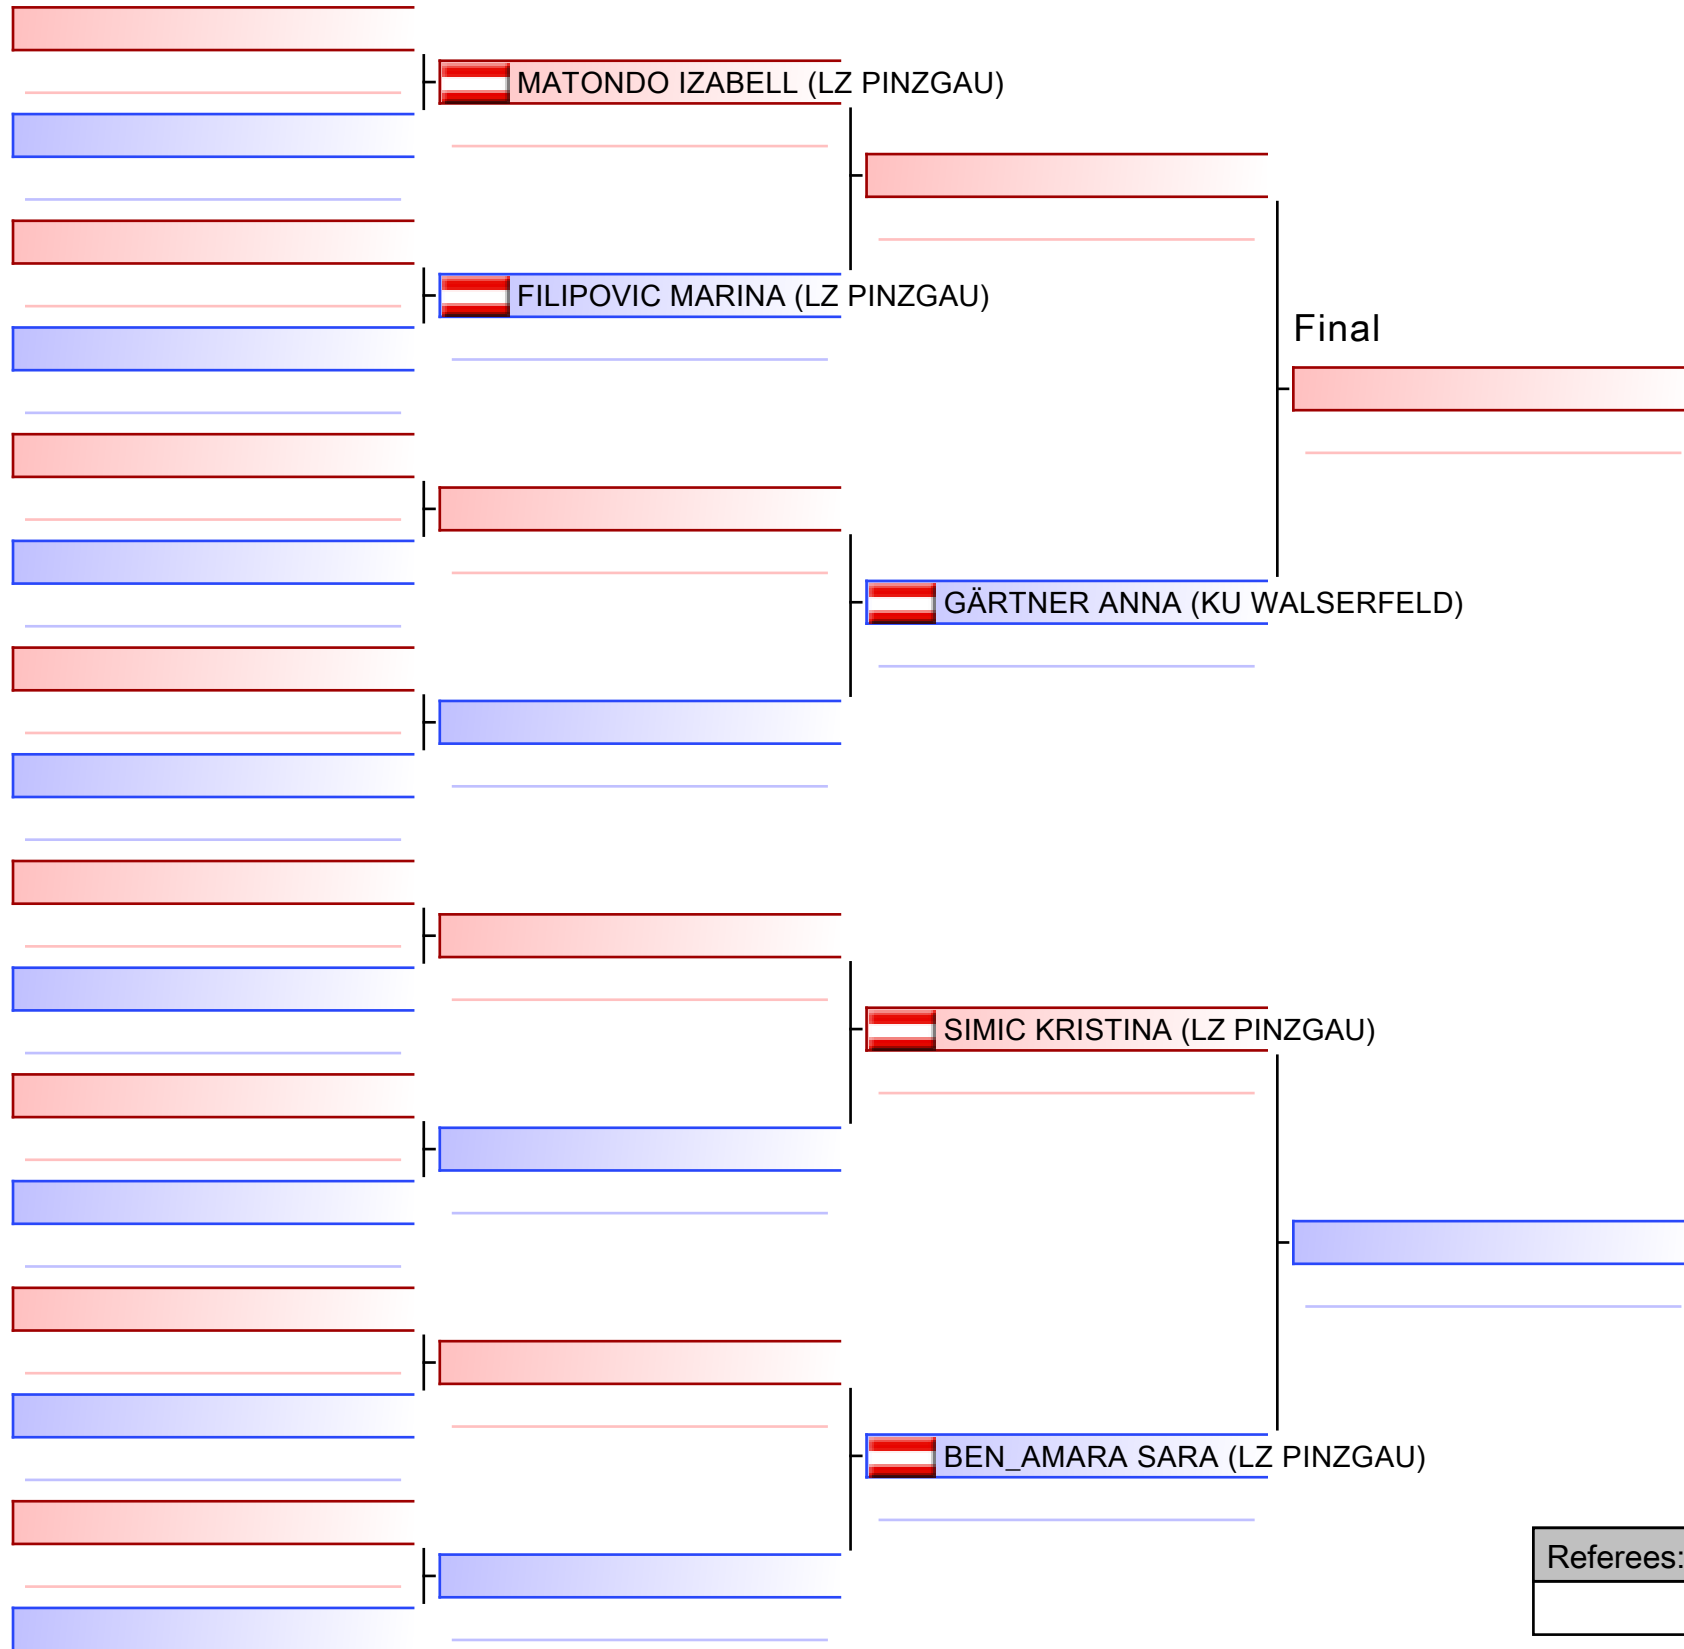 MATONDO IZABELL (LZ PINZGAU)
FILIPOVIC MARINA (LZ PINZGAU)
Final
GÄRTNER ANNA (KU WALSERFELD)
SIMIC KRISTINA (LZ PINZGAU)
BEN_AMARA SARA (LZ PINZGAU)
Referees: